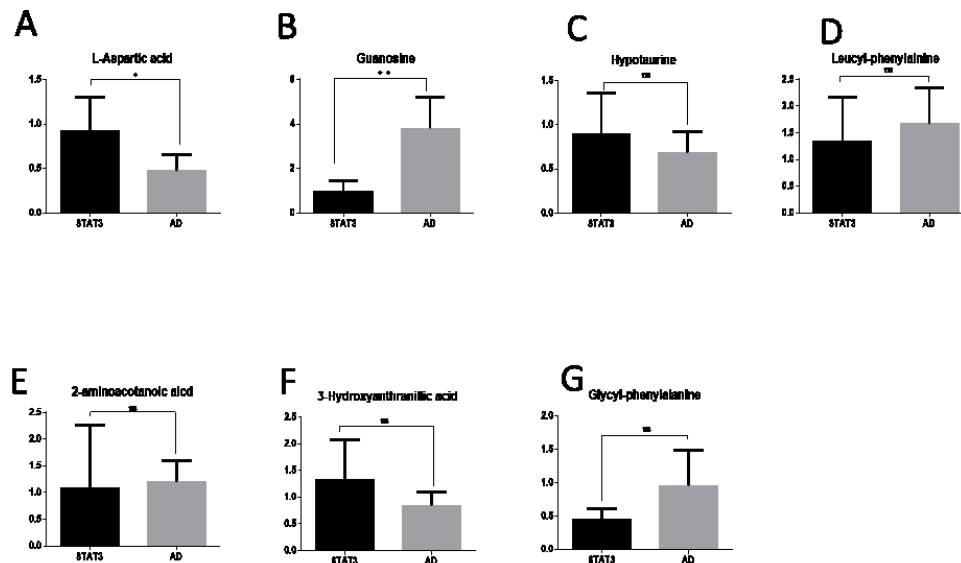 A
L-Aspartic acid
*
1.5
1.0
0.5
0.0
STAT3 AD
B
Guanosine
**
6
4
2
0
STAT3 AD
C
Hypotaurine
ns
1.5
1.0
0.5
0.0
STAT3 AD
D
Leucyl-phenylalnine
ns
2.5
2.0
1.5
1.0
0.5
0.0
STAT3 AD
E
2-aminoacotanoic aicd
ns
2.5
2.0
1.5
1.0
0.5
0.0
STAT3 AD
F
3-Hydroxyanthranillic acid
ns
2.5
2.0
1.5
1.0
0.5
0.0
STAT3 AD
G
Glycyl-phenylalanine
ns
2.0
1.5
1.0
0.5
0.0
STAT3 AD